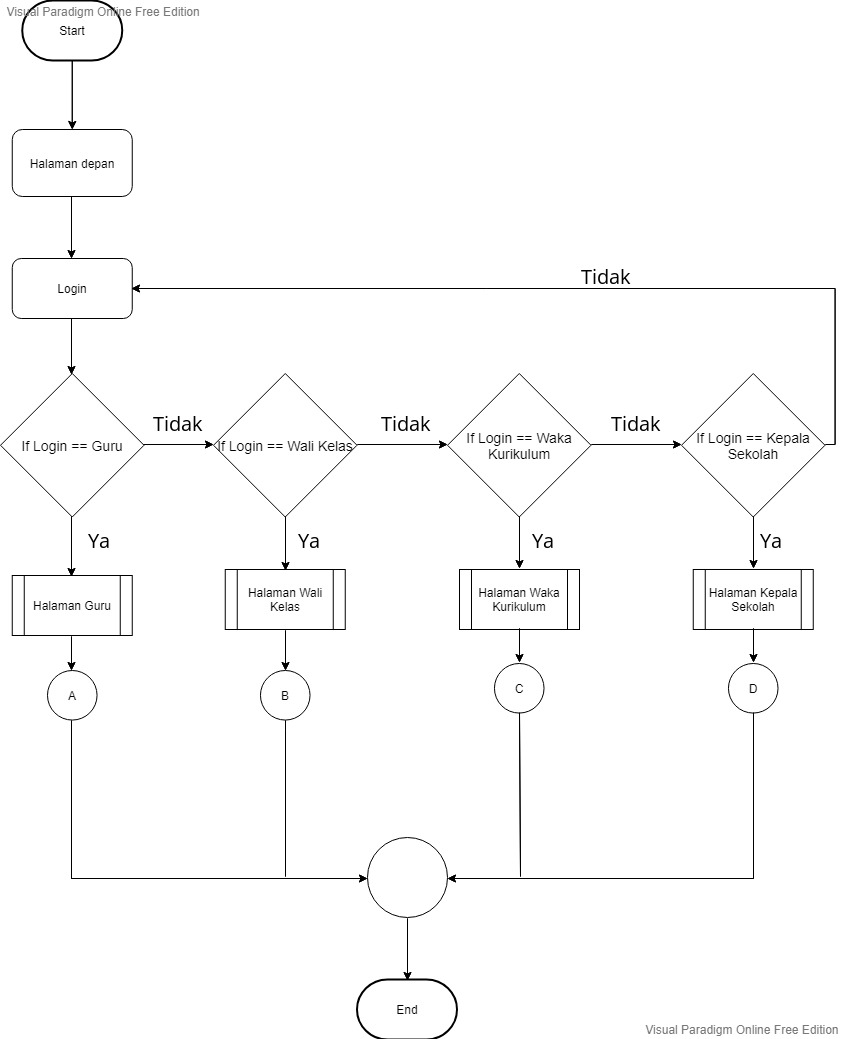 Visual Paradigm Online Free Edition
Start
Halaman depan
Login
Tidak
If Login == Guru
Tidak
If Login == Wali Kelas
Tidak
If Login == Waka
Kurikulum
Tidak
If Login == Kepala
Sekolah
Ya
Ya
Ya
Ya
Halaman Guru
Halaman Wali
Kelas
Halaman Waka
Kurikulum
Halaman Kepala
Sekolah
A
B
C
D
End
Visual Paradigm Online Free Edition